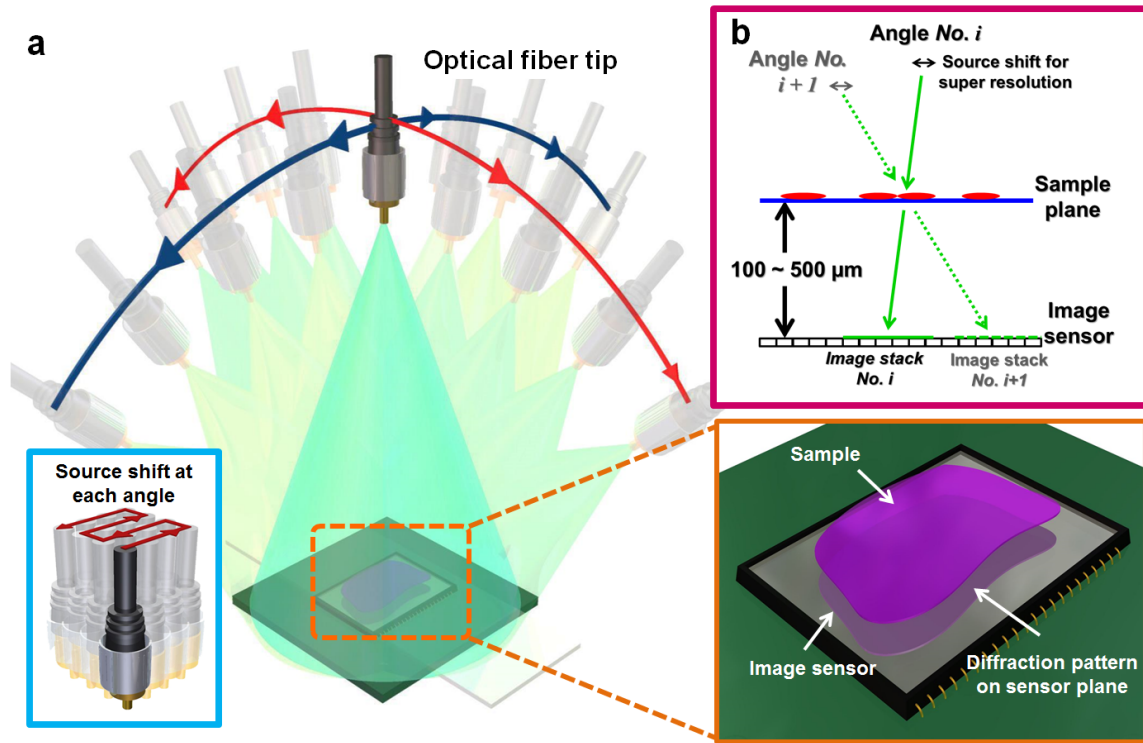 a
Optical fiber tip
Source shift at
each angle
b
Angle No. i
Angle No.
i + 1
Source shift for
super resolution
Sample
plane
100 ~ 500 µm
Image
sensor
Image stack
No. i
Image stack
No. i+1
Sample
Image sensor
Diffraction pattern
on sensor plane